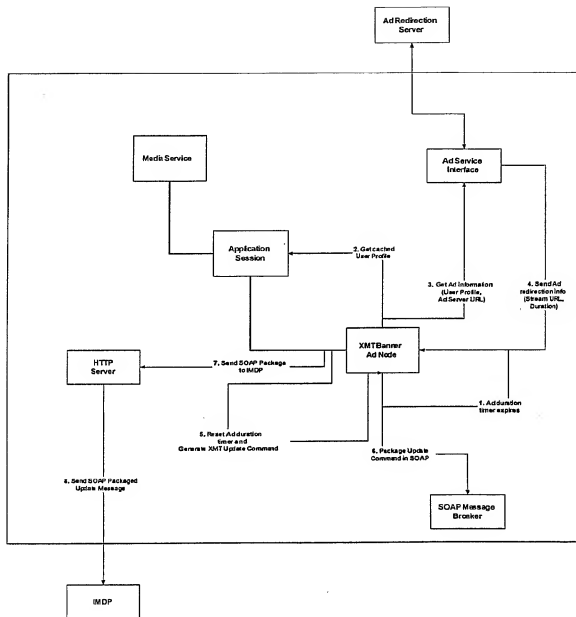 Ad Redirection
Server
Media Service
Ad Service
Interface
Application
Session
2. Get cached
User Profile
3. Get Ad Information
(User Profile,
Ad Server URL)
4. Send Ad
redirection info
(Stream URL,
Duration)
XMT Banner
Ad Node
HTTP
Server
7. Send SOAP Package
to IMDP
1. Ad duration
timer expires
5. Reset Ad duration
timer and
Generate XMT Update Command
6. Package Update
Command in SOAP
8. Send SOAP Packaged
Update Message
SOAP Message
Broker
IMDP